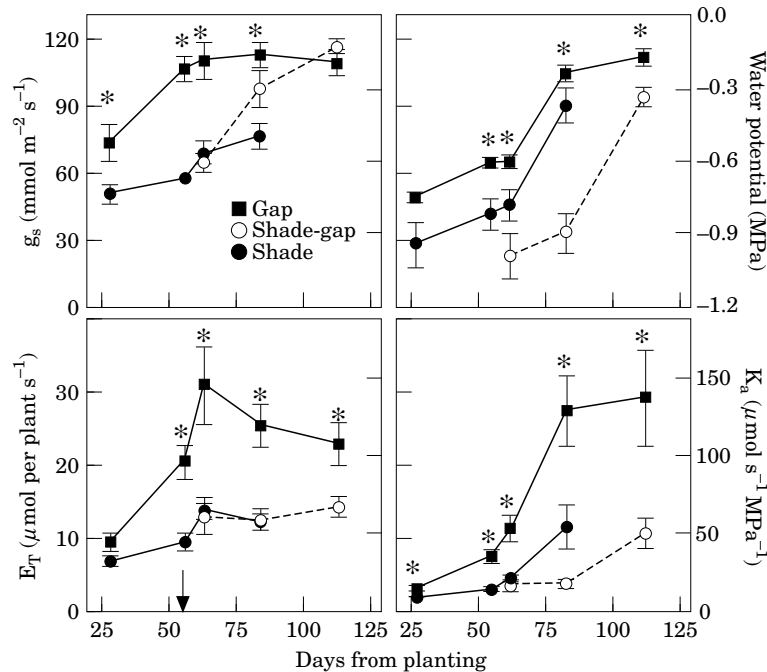 120
90
60
30
0
g_s (mmol m⁻² s⁻¹)
* * * *
Gap
Shade-gap
Shade
0.0
−0.3
−0.6
−0.9
−1.2
Water potential (MPa)
* * * *
30
20
10
0
E_T (μmol per plant s⁻¹)
* * * *
25 50 75 100 125
150
100
50
0
K_a (μmol s⁻¹ MPa⁻¹)
* * * * *
25 50 75 100 125
Days from planting